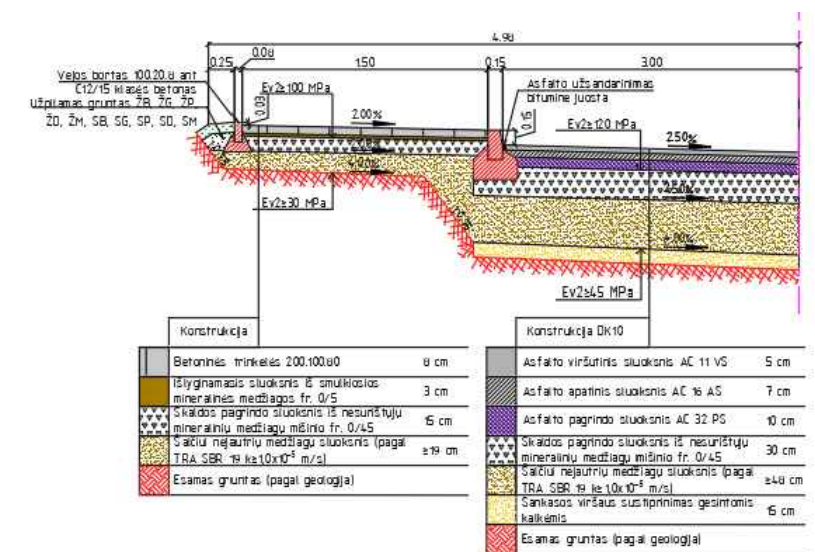 4.98
0.25
0.08
150
0.15
3.00
Vejos bortas 100.20.8 ant
C12/15 klasės betonas
Užpilamas gruntas ŽB, ŽG, ŽP,
ŽD, ŽM, SB, SG, SP, SD, SM
Ev2≥100 MPa
0.03
2.00%
Asfalto užsandarinimas
bitumine juosta
0.15
Ev2≥120 MPa
2.50%
4.00%
Ev2≥30 MPa
2.50%
4.00%
Ev2≥45 MPa
Konstrukcija
Betoninės trinkelės 200.100.80 8 cm
Išlyginamasis sluoksnis iš smulkiosios
mineralinės medžiagos fr. 0/5 3 cm
Skaldos pagrindo sluoksnis iš nesurištųjų
mineralinių medžiagų mišinio fr. 0/45 15 cm
Šalčiui nejautrių medžiagų sluoksnis (pagal
TRA SBR 19 k≥1,0x10⁻⁵ m/s) ≥19 cm
Esamas gruntas (pagal geologija)
Konstrukcija DK10
Asfalto viršutinis sluoksnis AC 11 VS 5 cm
Asfalto apatinis sluoksnis AC 16 AS 7 cm
Asfalto pagrindo sluoksnis AC 32 PS 10 cm
Skaldos pagrindo sluoksnis iš nesurištųjų
mineralinių medžiagų mišinio fr. 0/45 30 cm
Šalčiui nejautrių medžiagų sluoksnis (pagal
TRA SBR 19 k≥1,0x10⁻⁵ m/s) ≥48 cm
Sankasos viršaus sustiprinimas gesintomis
kalkėmis 15 cm
Esamas gruntas (pagal geologija)